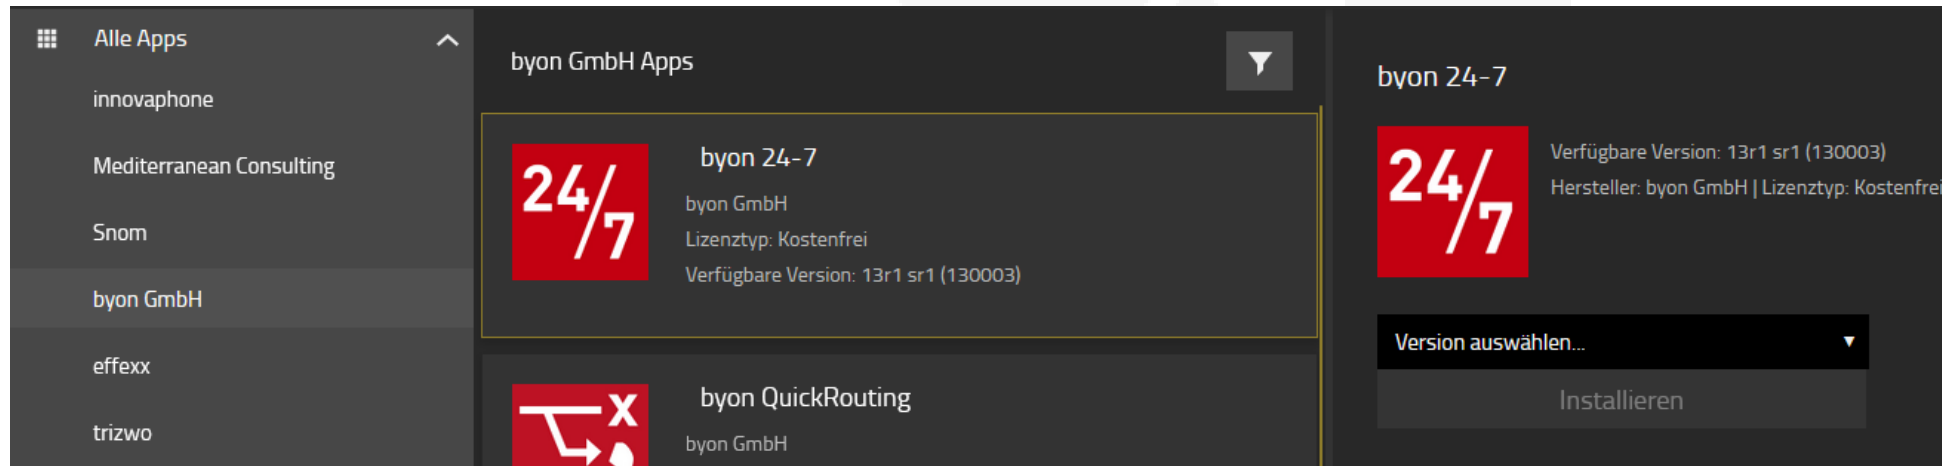 Alle Apps
innovaphone
Mediterranean Consulting
Snom
byon GmbH
effexx
trizwo
byon GmbH Apps
24/7
byon 24-7
byon GmbH
Lizenztyp: Kostenfrei
Verfügbare Version: 13r1 sr1 (130003)
X
byon QuickRouting
byon GmbH
byon 24-7
24/7
Verfügbare Version: 13r1 sr1 (130003)
Hersteller: byon GmbH | Lizenztyp: Kostenfrei
Version auswählen...
Installieren